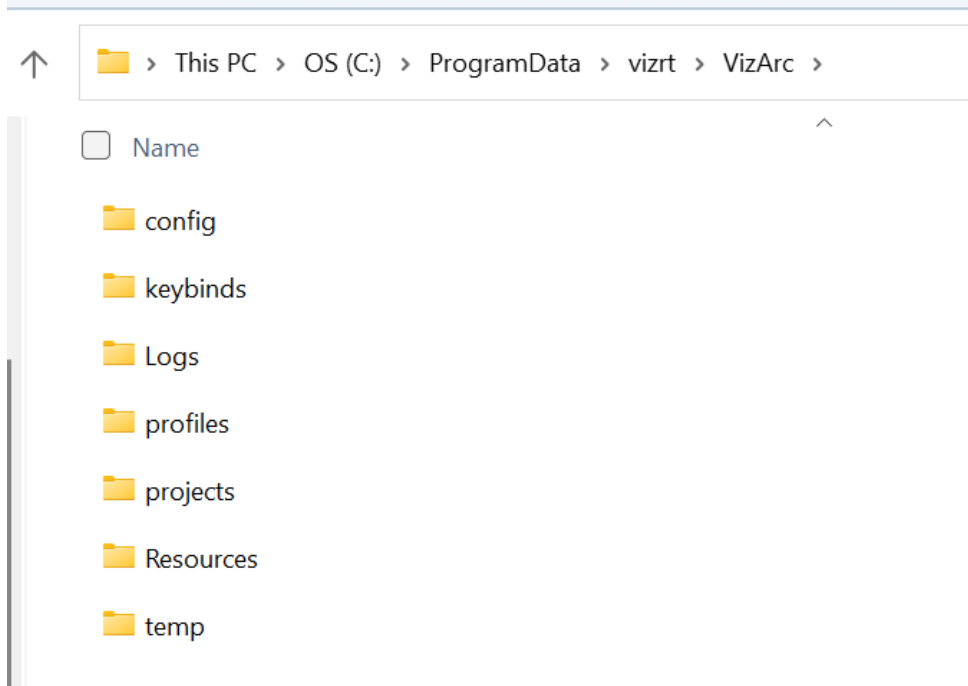 This PC > OS (C:) > ProgramData > vizrt > VizArc >
Name
config
keybinds
Logs
profiles
projects
Resources
temp